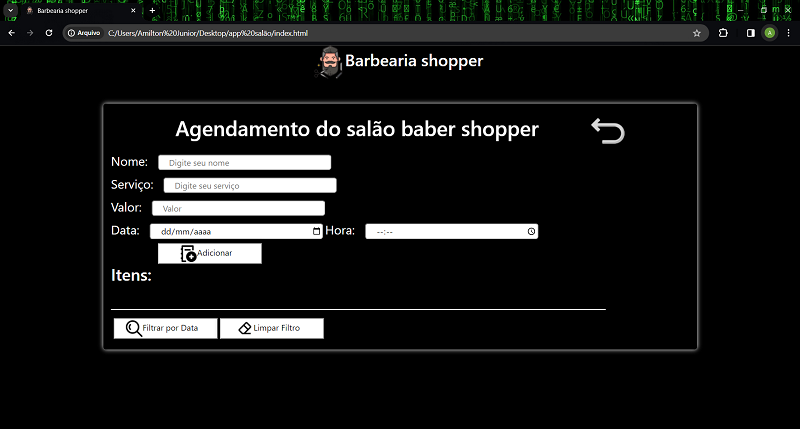 Barbearia shopper
Arquivo C:/Users/Amilton%20Junior/Desktop/app%20salão/index.html
A
Barbearia shopper
Agendamento do salão baber shopper
Nome: Digite seu nome
Serviço: Digite seu serviço
Valor: Valor
Data: dd/mm/aaaa Hora: --:--
Adicionar
Itens:
Filtrar por Data Limpar Filtro